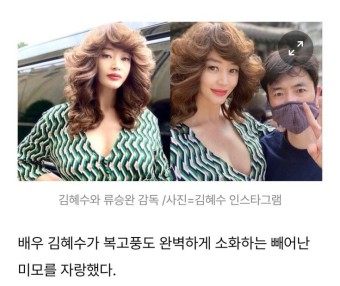 김혜수와 류승완 감독 /사진=김혜수 인스타그램
배우 김혜수가 복고풍도 완벽하게 소화하는 빼어난
미모를 자랑했다.